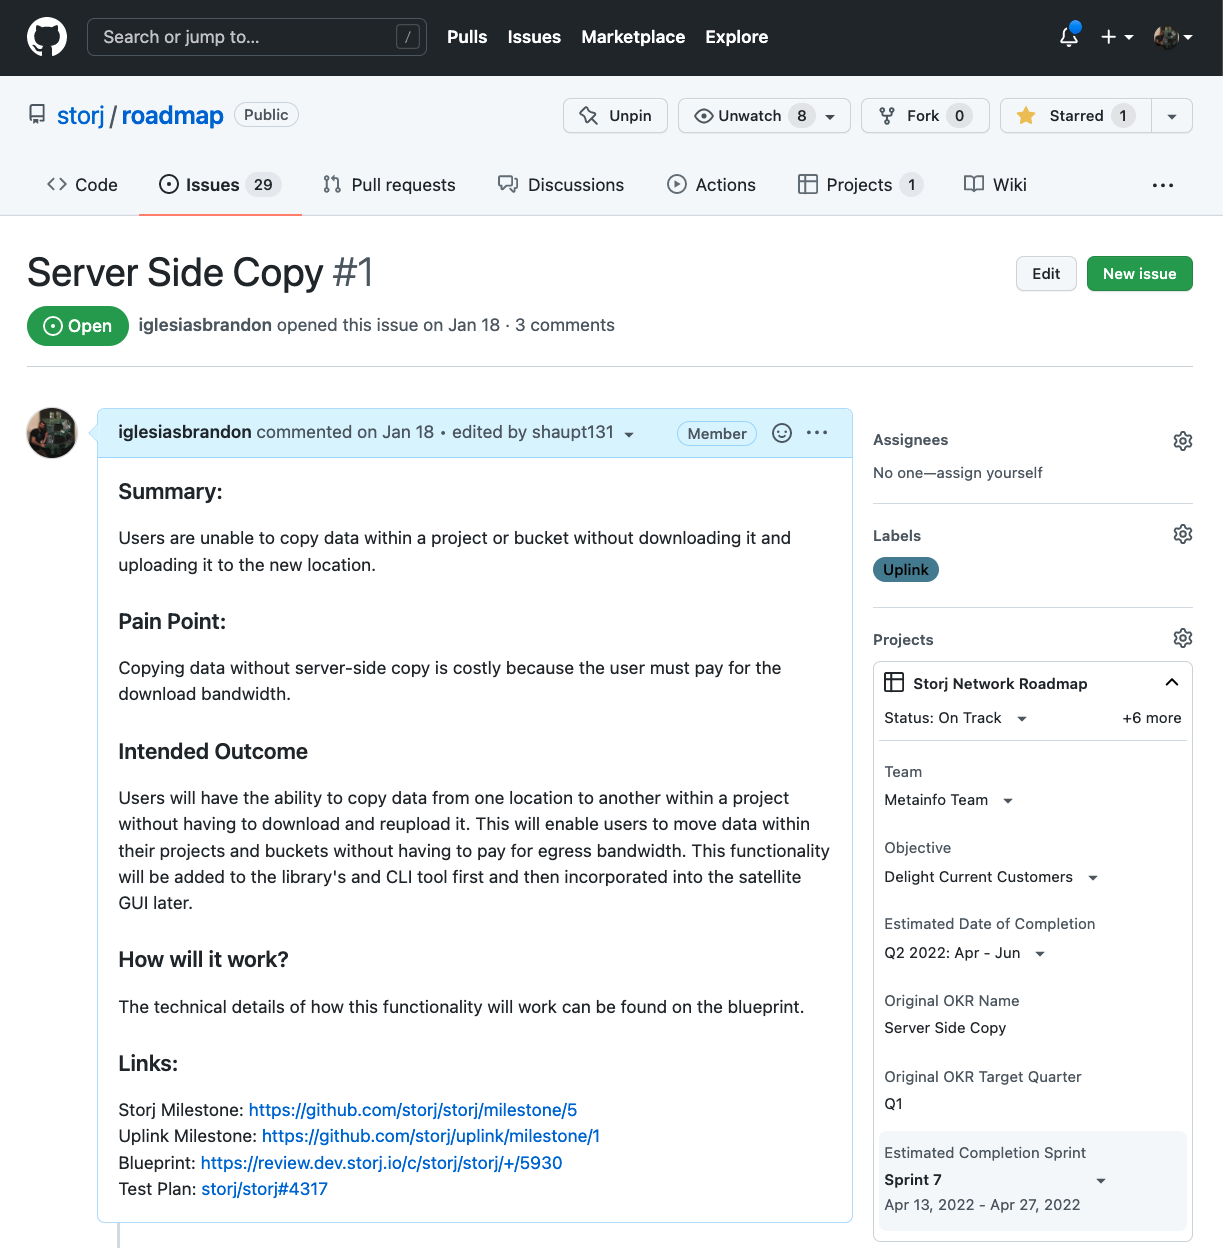 Search or jump to... /
Pulls Issues Marketplace Explore
storj / roadmap Public
Unpin Unwatch 8 Fork 0 Starred 1
Code Issues 29 Pull requests Discussions Actions Projects 1 Wiki
Server Side Copy #1
Edit New issue
Open iglesiasbrandon opened this issue on Jan 18 · 3 comments
iglesiasbrandon commented on Jan 18 • edited by shaupt131 Member
Summary:
Users are unable to copy data within a project or bucket without downloading it and
uploading it to the new location.
Pain Point:
Copying data without server-side copy is costly because the user must pay for the
download bandwidth.
Intended Outcome
Users will have the ability to copy data from one location to another within a project
without having to download and reupload it. This will enable users to move data within
their projects and buckets without having to pay for egress bandwidth. This functionality
will be added to the library's and CLI tool first and then incorporated into the satellite
GUI later.
How will it work?
The technical details of how this functionality will work can be found on the blueprint.
Links:
Storj Milestone: https://github.com/storj/storj/milestone/5
Uplink Milestone: https://github.com/storj/uplink/milestone/1
Blueprint: https://review.dev.storj.io/c/storj/storj/+/5930
Test Plan: storj/storj#4317
Assignees
No one—assign yourself
Labels
Uplink
Projects
Storj Network Roadmap
Status: On Track +6 more
Team
Metainfo Team
Objective
Delight Current Customers
Estimated Date of Completion
Q2 2022: Apr - Jun
Original OKR Name
Server Side Copy
Original OKR Target Quarter
Q1
Estimated Completion Sprint
Sprint 7
Apr 13, 2022 - Apr 27, 2022